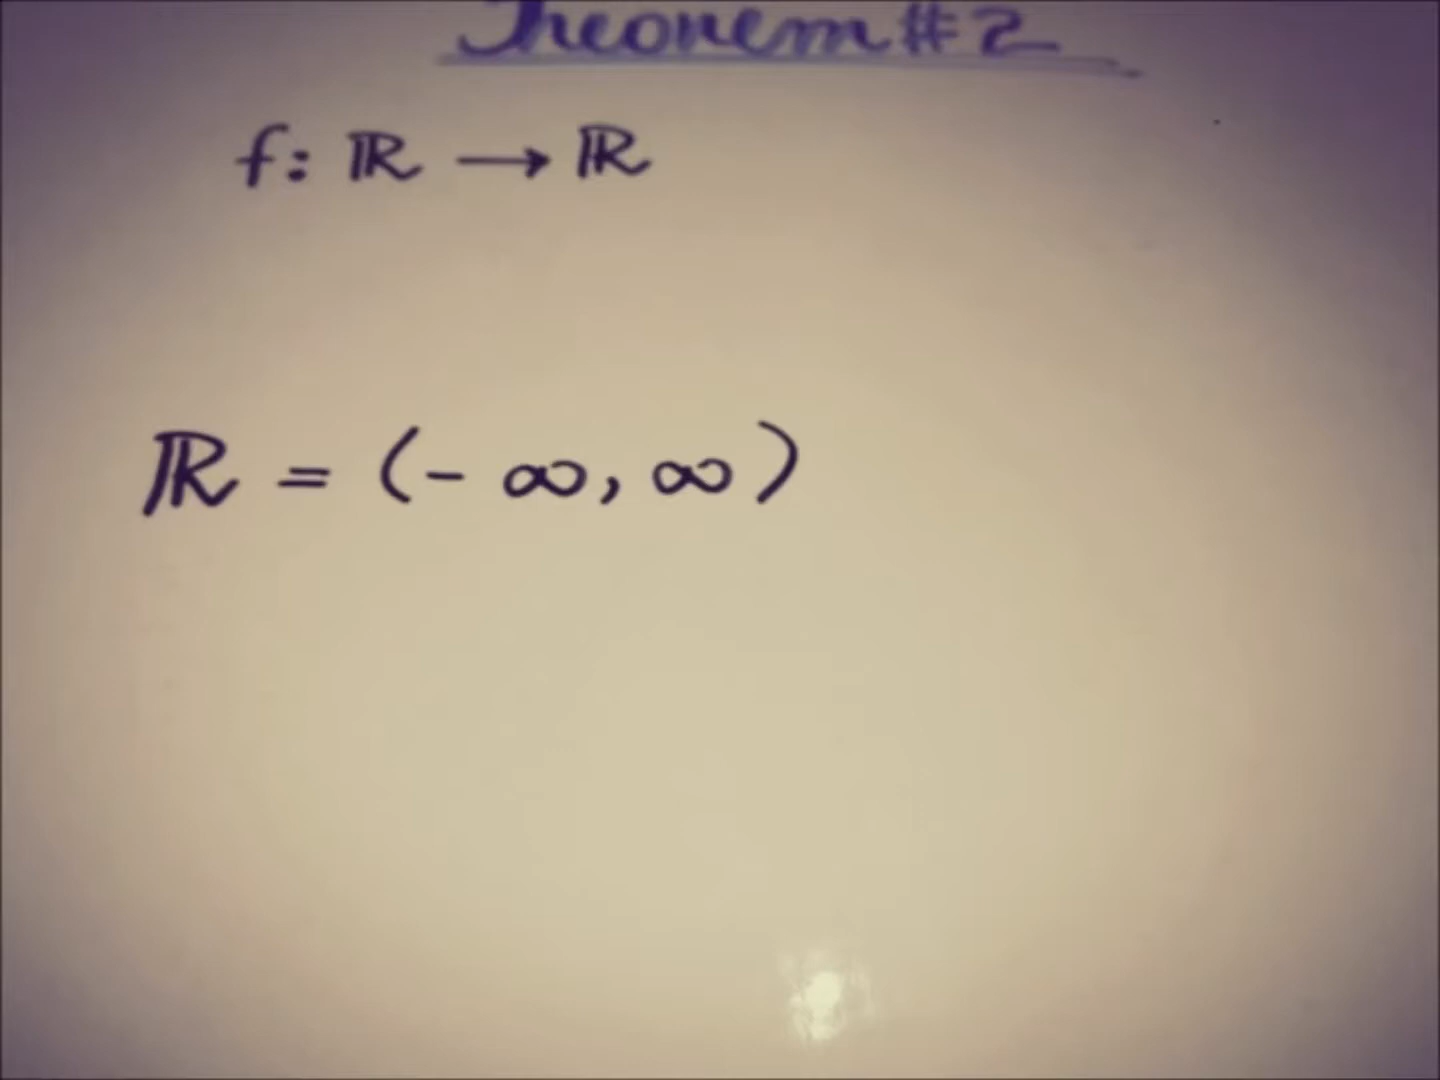 Theorem #2
f: ℝ → ℝ
ℝ = (- ∞, ∞)